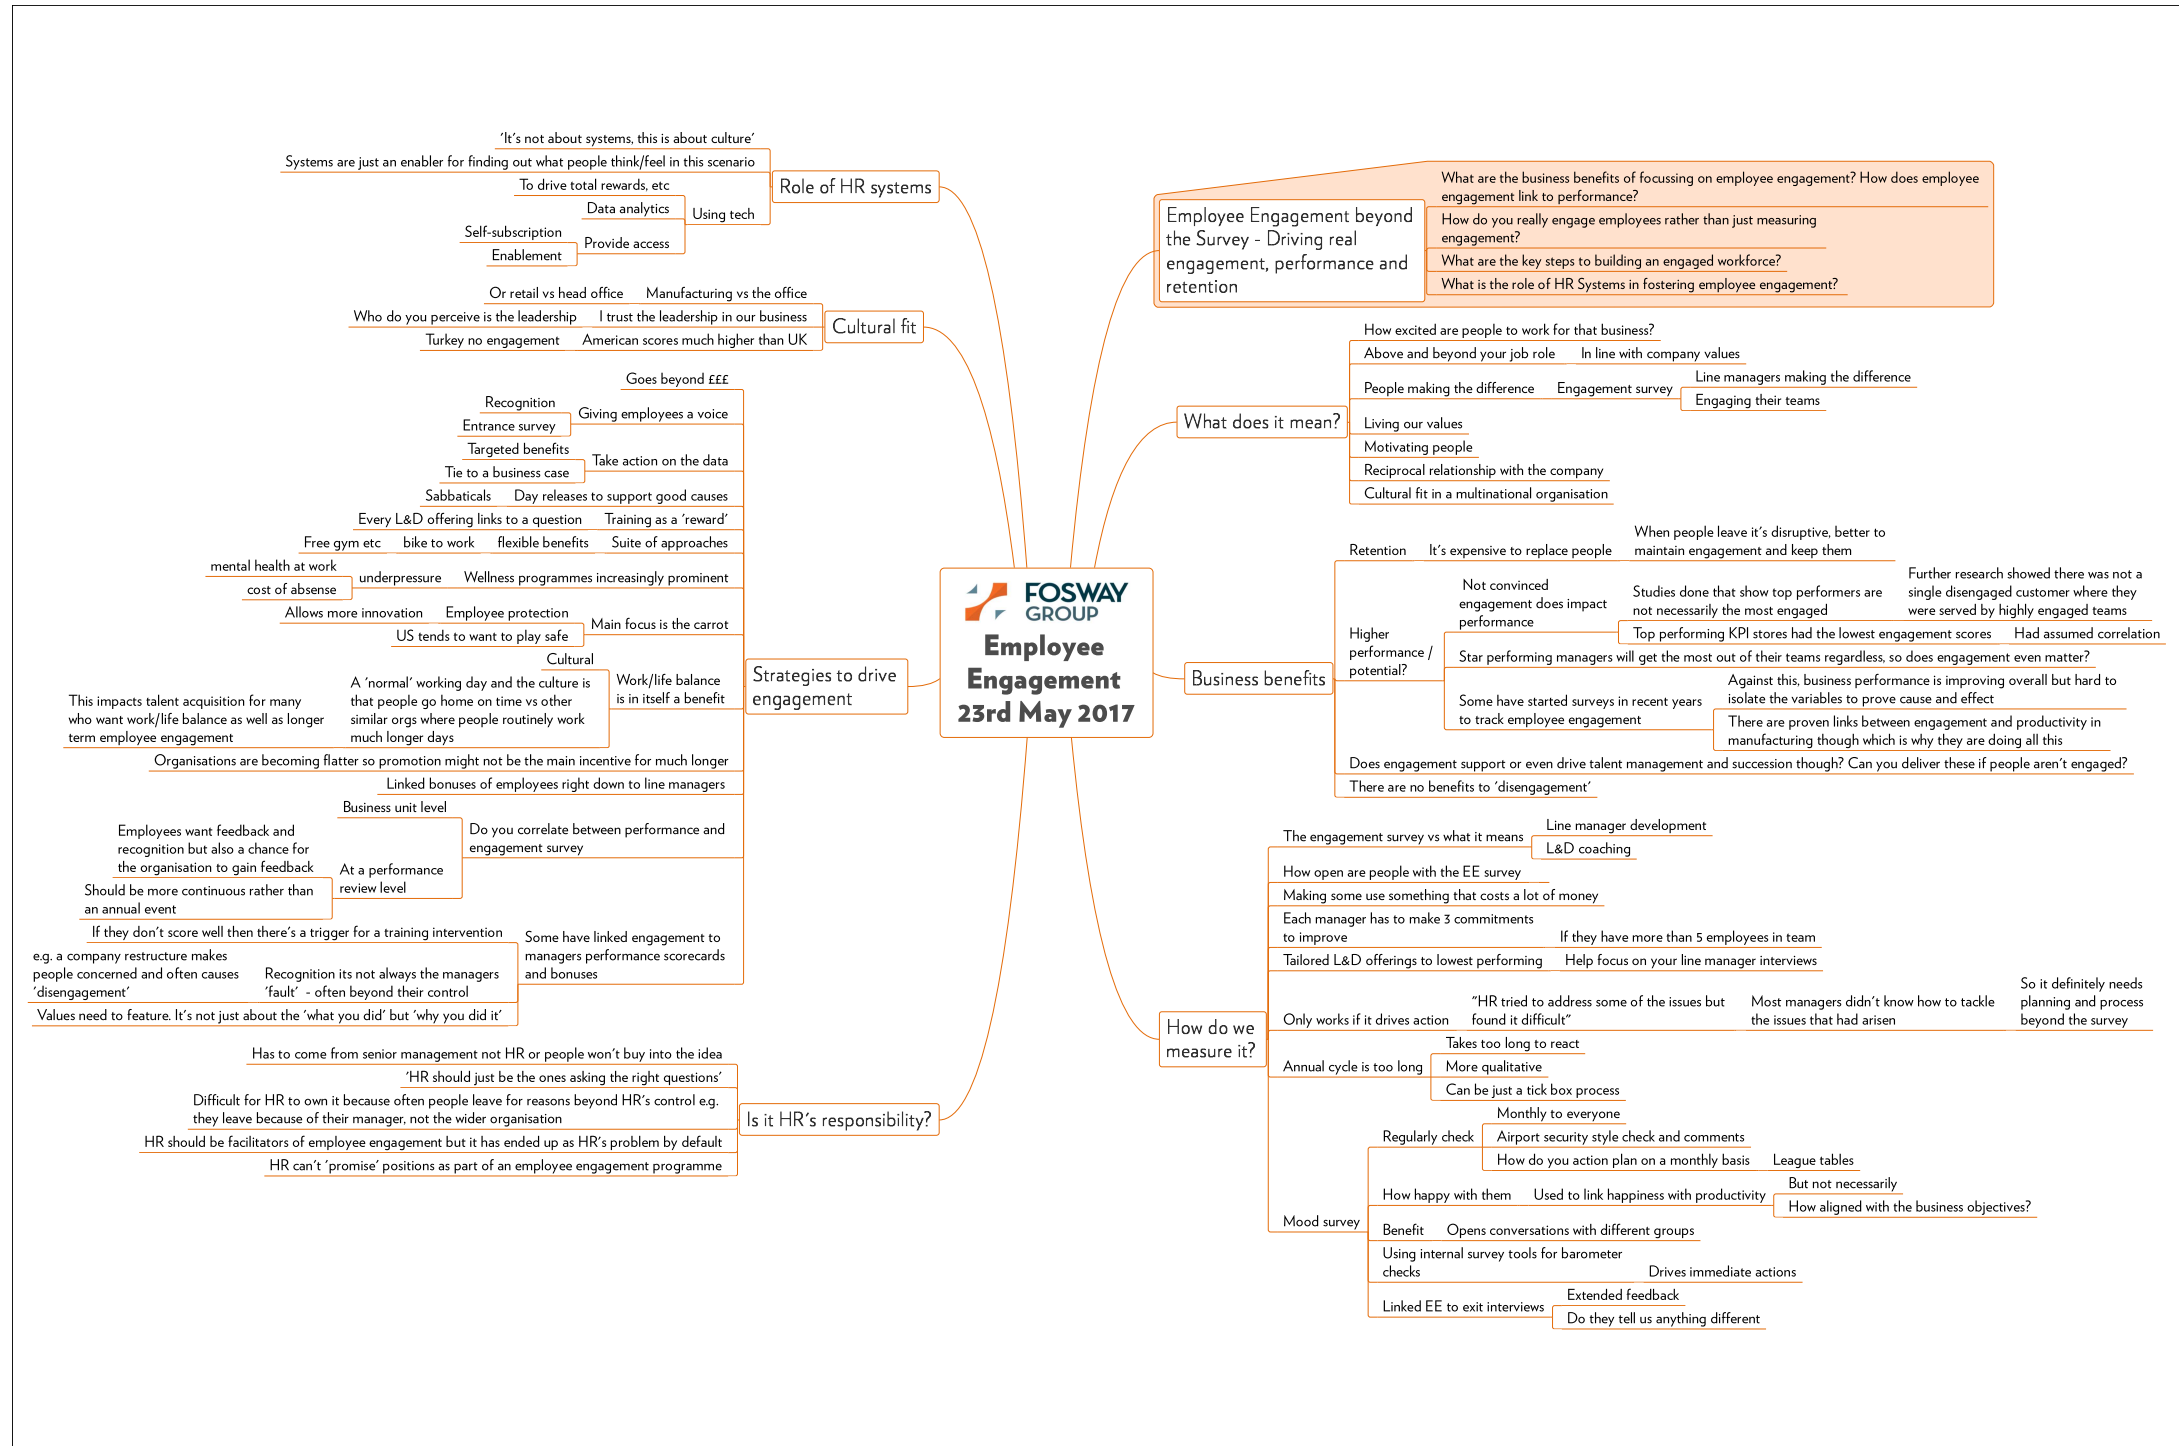 FOSWAY
GROUP
Employee
Engagement
23rd May 2017
Employee Engagement beyond
the Survey - Driving real
engagement, performance and
retention
What are the business benefits of focussing on employee engagement? How does employee
engagement link to performance?
How do you really engage employees rather than just measuring
engagement?
What are the key steps to building an engaged workforce?
What is the role of HR Systems in fostering employee engagement?
What does it mean?
How excited are people to work for that business?
Above and beyond your job role
In line with company values
People making the difference
Engagement survey
Line managers making the difference
Engaging their teams
Living our values
Motivating people
Reciprocal relationship with the company
Cultural fit in a multinational organisation
Business benefits
Retention
It's expensive to replace people
When people leave it's disruptive, better to
maintain engagement and keep them
Higher
performance /
potential?
Not convinced
engagement does impact
performance
Studies done that show top performers are
not necessarily the most engaged
Further research showed there was not a
single disengaged customer where they
were served by highly engaged teams
Top performing KPI stores had the lowest engagement scores
Had assumed correlation
Star performing managers will get the most out of their teams regardless, so does engagement even matter?
Some have started surveys in recent years
to track employee engagement
Against this, business performance is improving overall but hard to
isolate the variables to prove cause and effect
There are proven links between engagement and productivity in
manufacturing though which is why they are doing all this
Does engagement support or even drive talent management and succession though? Can you deliver these if people aren't engaged?
There are no benefits to 'disengagement'
How do we
measure it?
The engagement survey vs what it means
Line manager development
L&D coaching
How open are people with the EE survey
Making some use something that costs a lot of money
Each manager has to make 3 commitments
to improve
If they have more than 5 employees in team
Tailored L&D offerings to lowest performing
Help focus on your line manager interviews
Only works if it drives action
"HR tried to address some of the issues but
found it difficult"
Most managers didn't know how to tackle
the issues that had arisen
So it definitely needs
planning and process
beyond the survey
Annual cycle is too long
Takes too long to react
More qualitative
Can be just a tick box process
Mood survey
Regularly check
Monthly to everyone
Airport security style check and comments
How do you action plan on a monthly basis
League tables
How happy with them
Used to link happiness with productivity
But not necessarily
How aligned with the business objectives?
Benefit
Opens conversations with different groups
Using internal survey tools for barometer
checks
Drives immediate actions
Linked EE to exit interviews
Extended feedback
Do they tell us anything different
Role of HR systems
'It's not about systems, this is about culture'
Systems are just an enabler for finding out what people think/feel in this scenario
Using tech
To drive total rewards, etc
Data analytics
Provide access
Self-subscription
Enablement
Cultural fit
Manufacturing vs the office
Or retail vs head office
I trust the leadership in our business
Who do you perceive is the leadership
American scores much higher than UK
Turkey no engagement
Strategies to drive
engagement
Goes beyond £££
Giving employees a voice
Recognition
Entrance survey
Take action on the data
Targeted benefits
Tie to a business case
Day releases to support good causes
Sabbaticals
Training as a 'reward'
Every L&D offering links to a question
Suite of approaches
flexible benefits
bike to work
Free gym etc
Wellness programmes increasingly prominent
underpressure
mental health at work
cost of absense
Main focus is the carrot
Employee protection
Allows more innovation
US tends to want to play safe
Work/life balance
is in itself a benefit
Cultural
A 'normal' working day and the culture is
that people go home on time vs other
similar orgs where people routinely work
much longer days
This impacts talent acquisition for many
who want work/life balance as well as longer
term employee engagement
Organisations are becoming flatter so promotion might not be the main incentive for much longer
Linked bonuses of employees right down to line managers
Do you correlate between performance and
engagement survey
Business unit level
At a performance
review level
Employees want feedback and
recognition but also a chance for
the organisation to gain feedback
Should be more continuous rather than
an annual event
Some have linked engagement to
managers performance scorecards
and bonuses
If they don't score well then there's a trigger for a training intervention
Recognition its not always the managers
'fault' - often beyond their control
e.g. a company restructure makes
people concerned and often causes
'disengagement'
Values need to feature. It's not just about the 'what you did' but 'why you did it'
Is it HR's responsibility?
Has to come from senior management not HR or people won't buy into the idea
'HR should just be the ones asking the right questions'
Difficult for HR to own it because often people leave for reasons beyond HR's control e.g.
they leave because of their manager, not the wider organisation
HR should be facilitators of employee engagement but it has ended up as HR's problem by default
HR can't 'promise' positions as part of an employee engagement programme